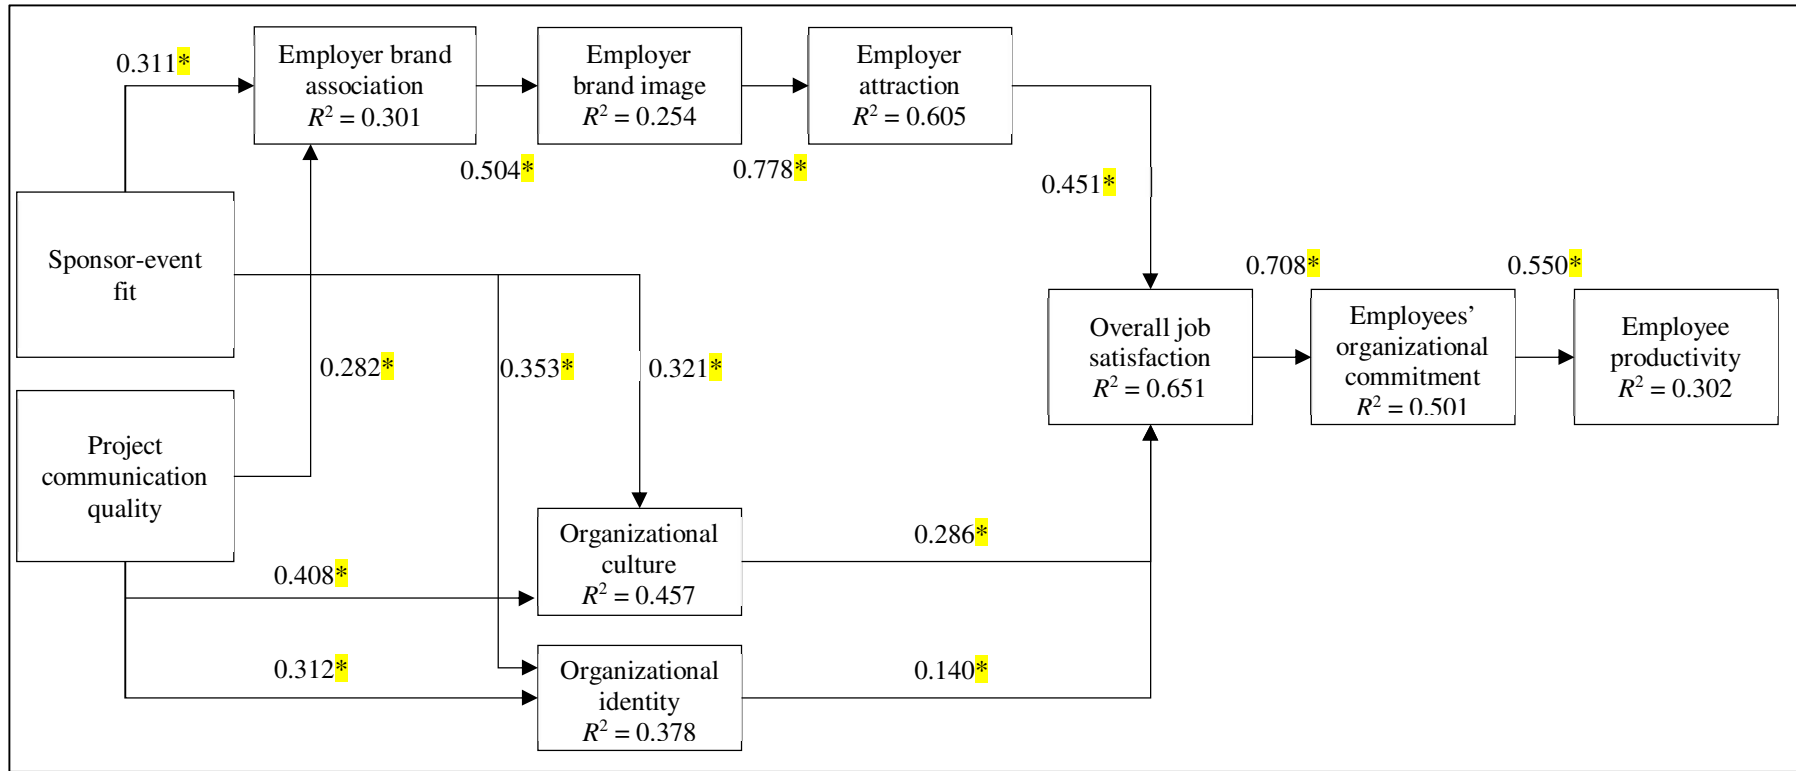 0.311*
Employer brand
association
R² = 0.301
Employer
brand image
R² = 0.254
Employer
attraction
R² = 0.605
0.504*
0.778*
0.451*
Sponsor-event
fit
0.708*
0.550*
Overall job
satisfaction
R² = 0.651
Employees’
organizational
commitment
R² = 0.501
Employee
productivity
R² = 0.302
0.282*
0.353*
0.321*
Project
communication
quality
Organizational
culture
R² = 0.457
0.286*
0.408*
0.312*
Organizational
identity
R² = 0.378
0.140*